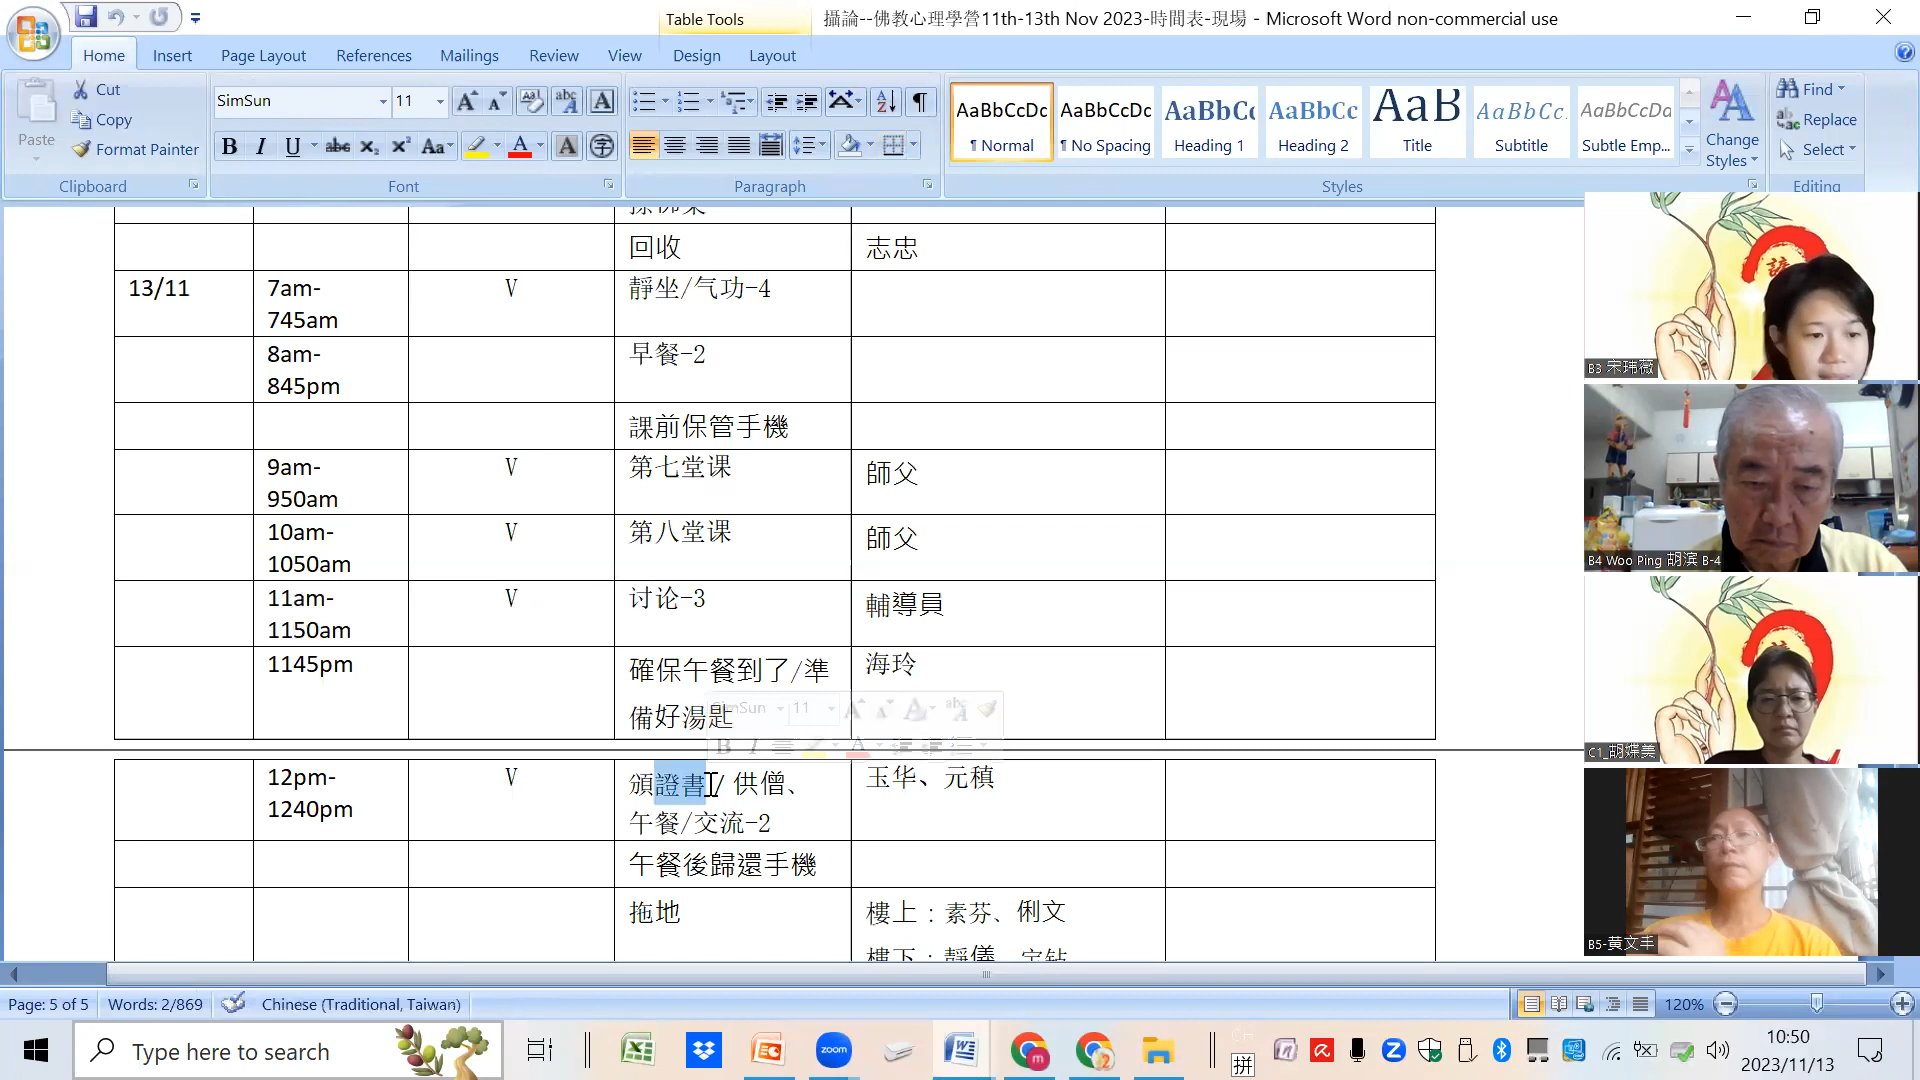 Table Tools
攝論--佛教心理學營11th-13th Nov 2023-時間表-現場 - Microsoft Word non-commercial use
Home Insert Page Layout References Mailings Review View Design Layout
Paste
Cut
Copy
Format Painter
SimSun 11
AaBbCcDc AaBbCcDc AaBbCc AaBbCc AaB AaBbCc. AaBbCcDa
¶ Normal ¶ No Spacing Heading 1 Heading 2 Title Subtitle Subtle Emp...
Change
Styles
Find
Replace
Select
Clipboard Font Paragraph Styles Editing
回收 志忠
13/11 7am-
745am V 靜坐/气功-4
8am-
845pm 早餐-2
課前保管手機
9am-
950am V 第七堂课 師父
10am-
1050am V 第八堂课 師父
11am-
1150am V 讨论-3 輔導員
1145pm 確保午餐到了/準
備好湯匙 海玲
SimSun 11
12pm-
1240pm V 頒證書/ 供僧、
午餐/交流-2 玉华、元稹
午餐後歸還手機
拖地 樓上：素芬、俐文
樓下：靜儀、
B3 宋玮薇
B4 Woo Ping 胡滨 B-4
C1_胡媟美
B5-黃文丰
Page: 5 of 5 Words: 2/869 Chinese (Traditional, Taiwan) 120%
Type here to search
zoom
拼
10:50
2023/11/13